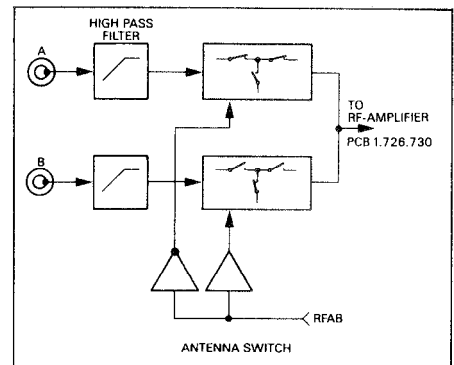 HIGH PASS
FILTER
A
TO
RF-AMPLIFIER
PCB 1.726.730
B
RFAB
ANTENNA SWITCH